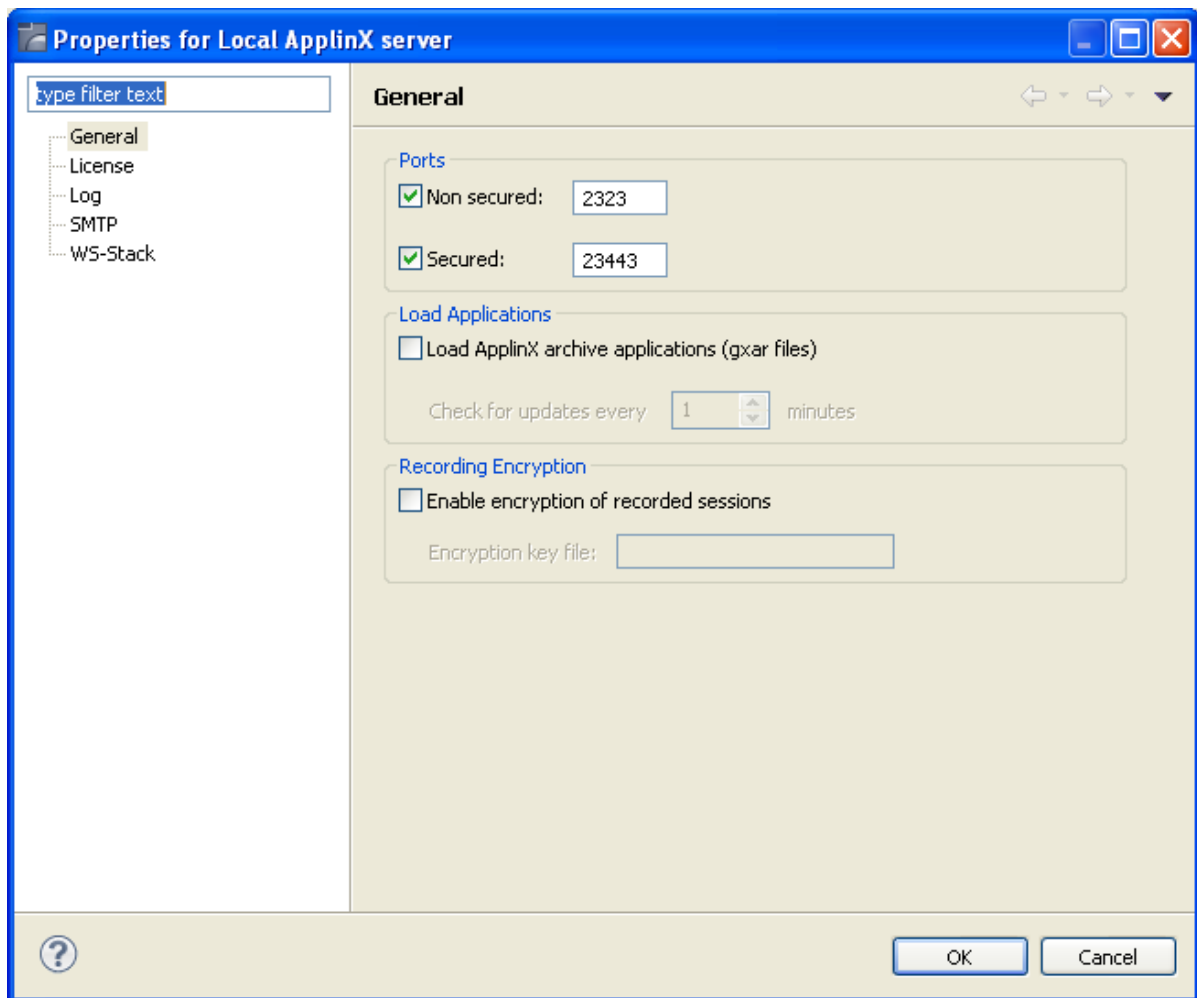 Properties for Local ApplinX server
type filter text
General
License
Log
SMTP
WS-Stack
General
Ports
Non secured: 2323
Secured: 23443
Load Applications
Load ApplinX archive applications (gxar files)
Check for updates every 1 minutes
Recording Encryption
Enable encryption of recorded sessions
Encryption key file:
?
OK Cancel